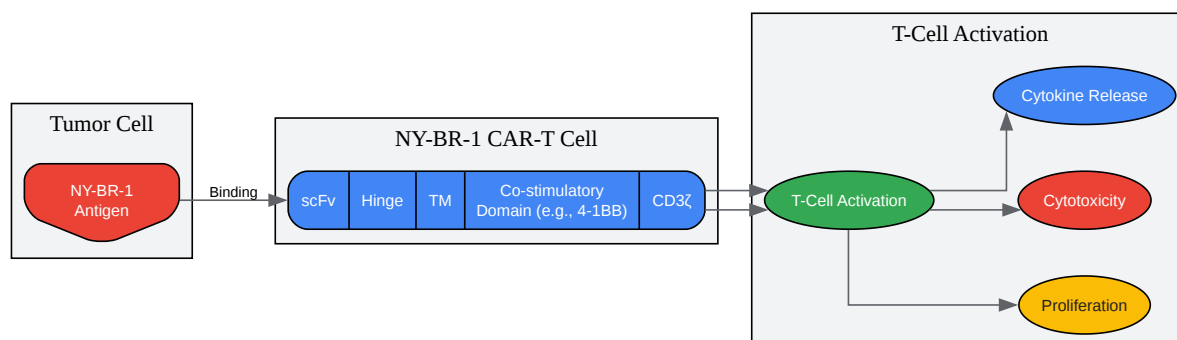 Tumor Cell
NY-BR-1
Antigen
Binding
NY-BR-1 CAR-T Cell
scFv
Hinge
TM
Co-stimulatory
Domain (e.g., 4-1BB)
CD3ζ
T-Cell Activation
T-Cell Activation
Cytokine Release
Cytotoxicity
Proliferation